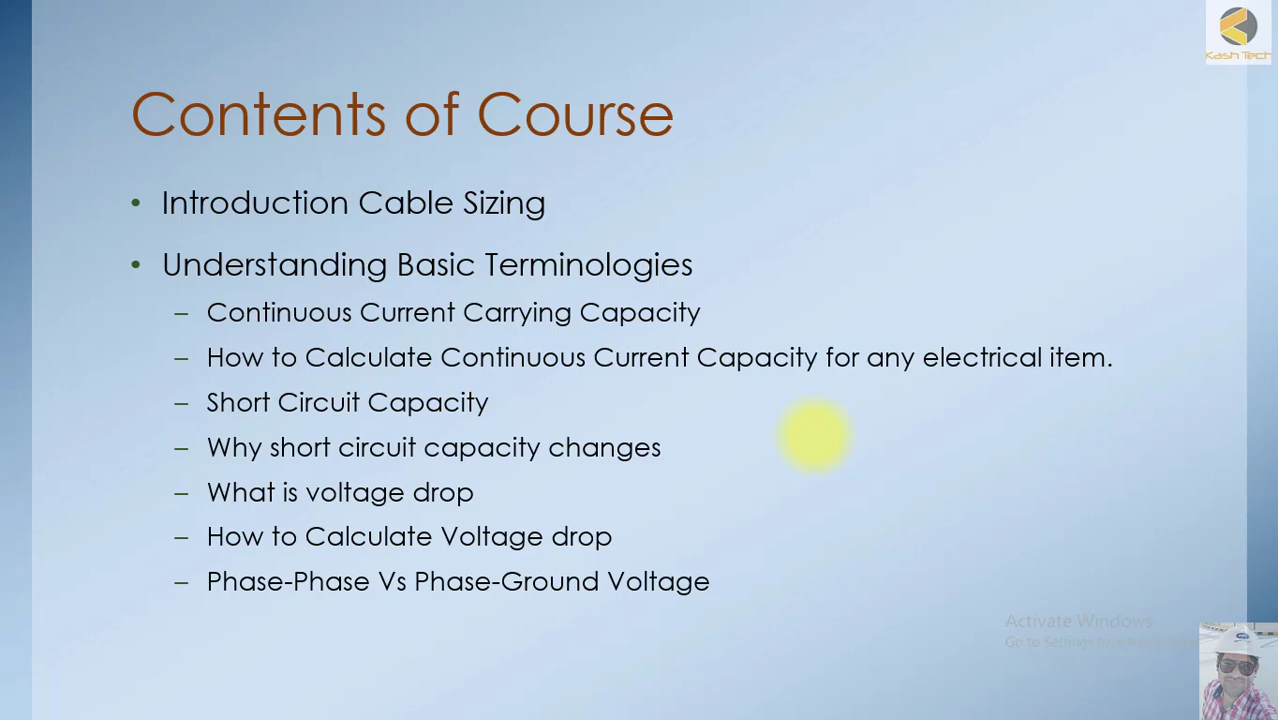 Kash Tech
Contents of Course
• Introduction Cable Sizing
• Understanding Basic Terminologies
– Continuous Current Carrying Capacity
– How to Calculate Continuous Current Capacity for any electrical item.
– Short Circuit Capacity
– Why short circuit capacity changes
– What is voltage drop
– How to Calculate Voltage drop
– Phase-Phase Vs Phase-Ground Voltage
Activate Windows
Go to Settings to